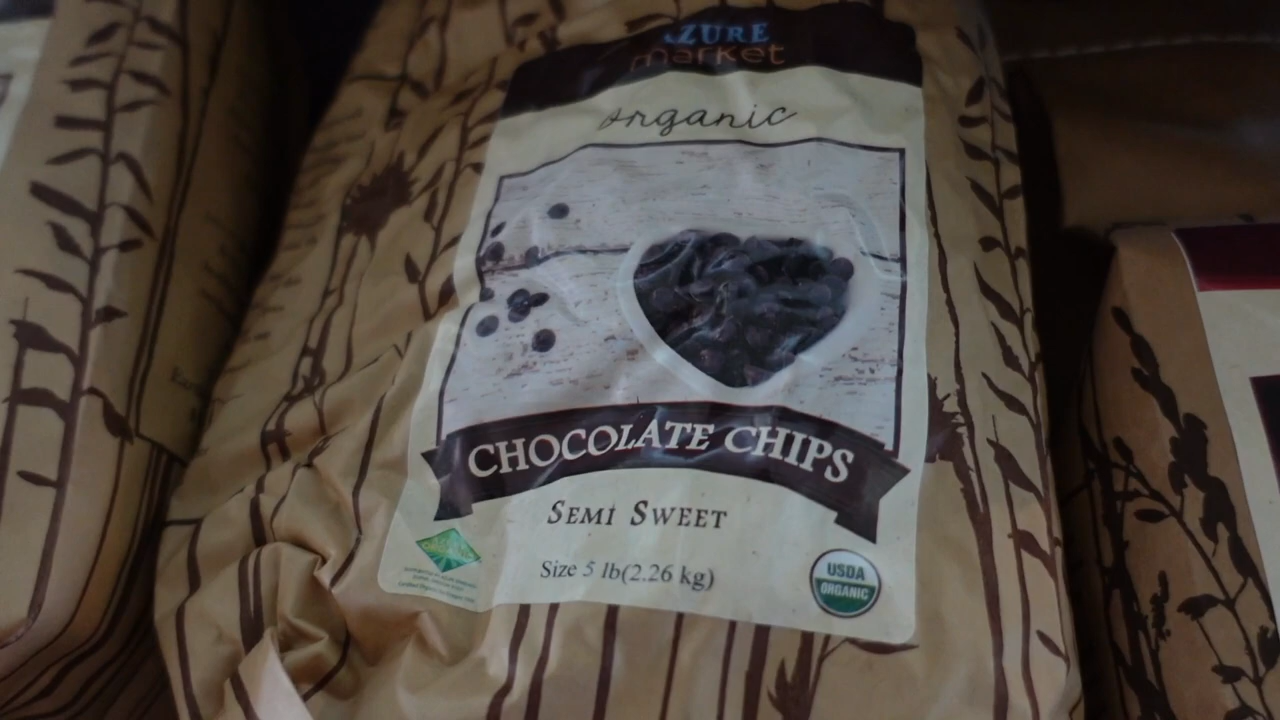 AZURE
market
organic
CHOCOLATE CHIPS
SEMI SWEET
Size 5 lb(2.26 kg)
USDA
ORGANIC